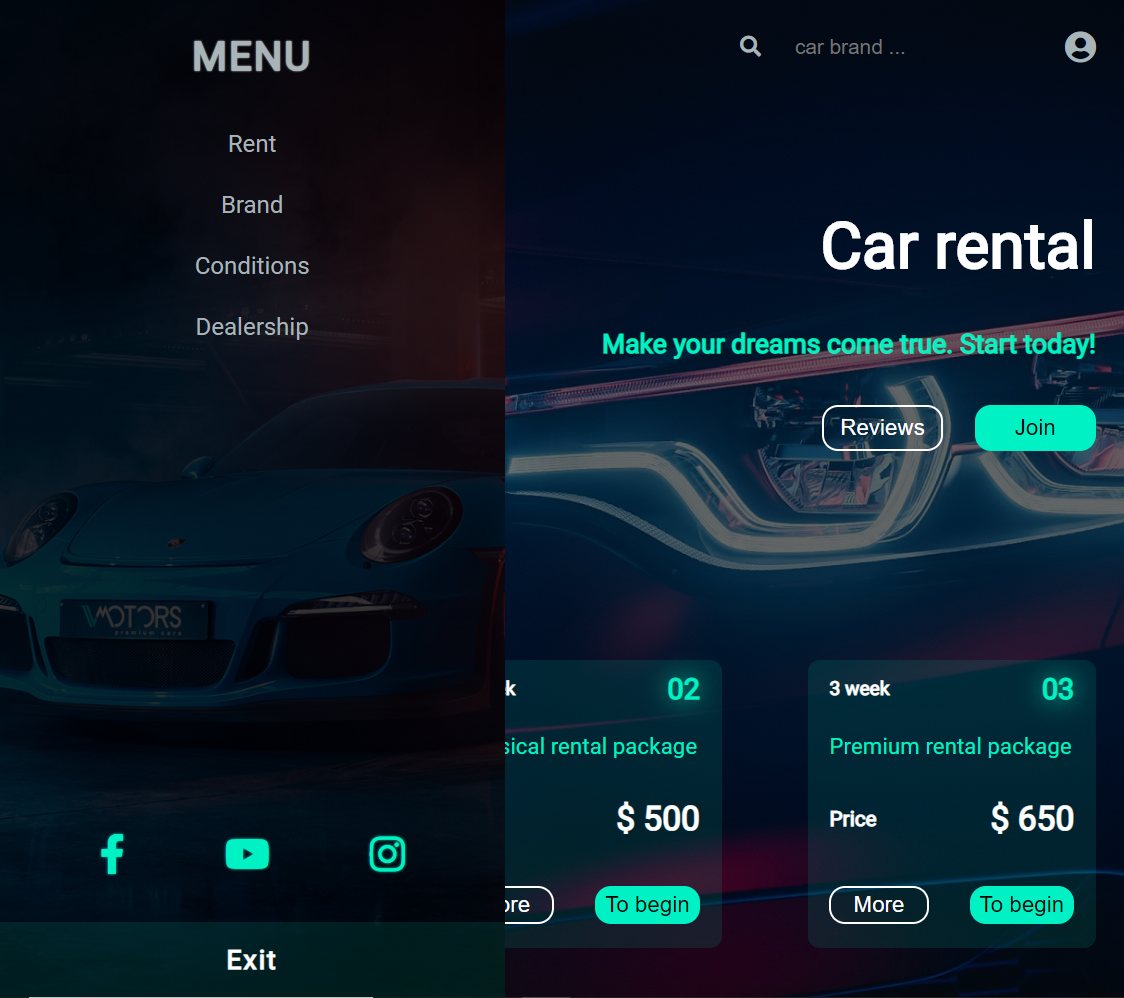 MENU
Rent
Brand
Conditions
Dealership
VMOTORS
premium cars
Exit
car brand ...
Car rental
Make your dreams come true. Start today!
Reviews
Join
k
02
sical rental package
$ 500
ore
To begin
3 week
03
Premium rental package
Price
$ 650
More
To begin